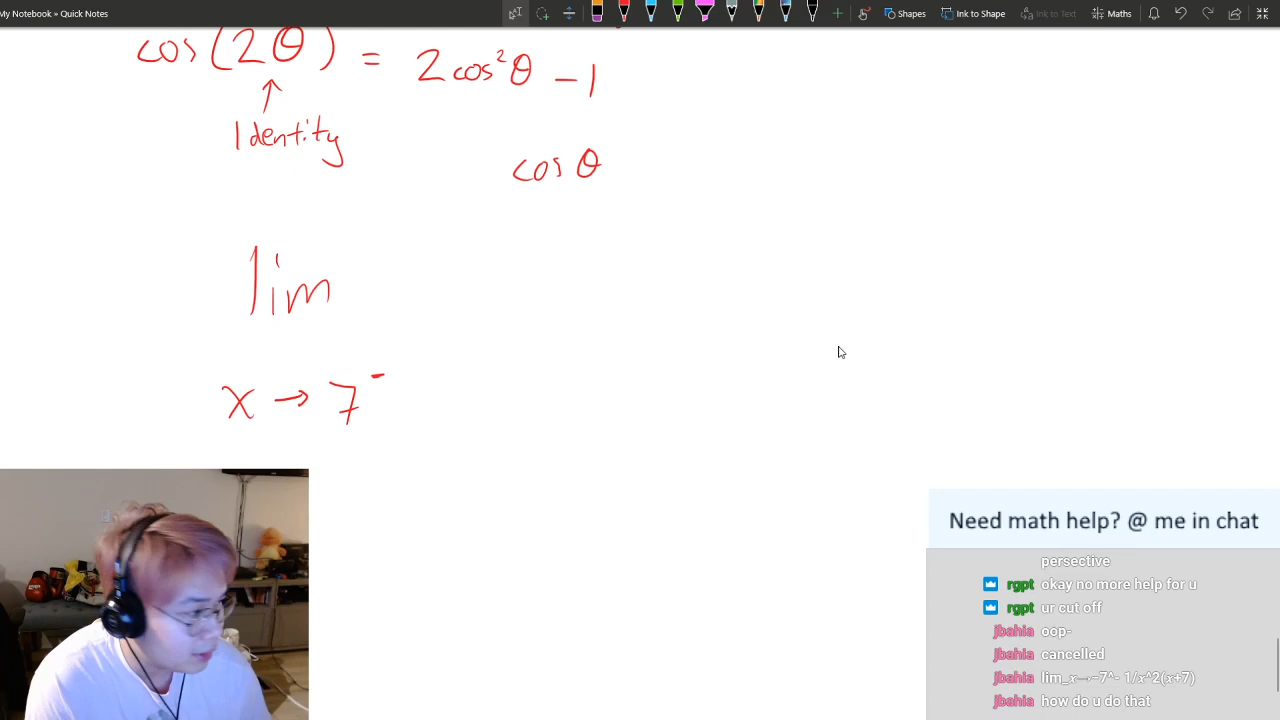 My Notebook » Quick Notes
Shapes
Ink to Shape
Ink to Text
Maths
cos(2θ) = 2cos²θ - 1
↑
Identity
cos θ
lim
x → 7⁻
Need math help? @ me in chat
persective
rgpt okay no more help for u
rgpt ur cut off
jbahia oop-
jbahia cancelled
jbahia lim_x→−7^- 1/x^2(x+7)
jbahia how do u do that